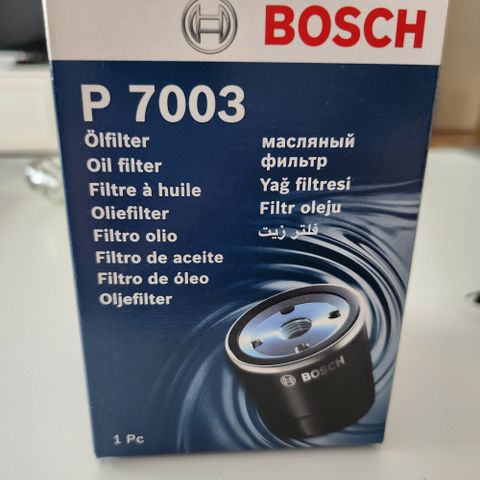 BOSCH
P 7003
Ölfilter
Oil filter
Filtre à huile
Oliefilter
Filtro olio
Filtro de aceite
Filtro de óleo
Oljefilter
масляный
фильтр
Yağ filtresi
Filtr oleju
فلتر زيت
BOSCH
1 Pc